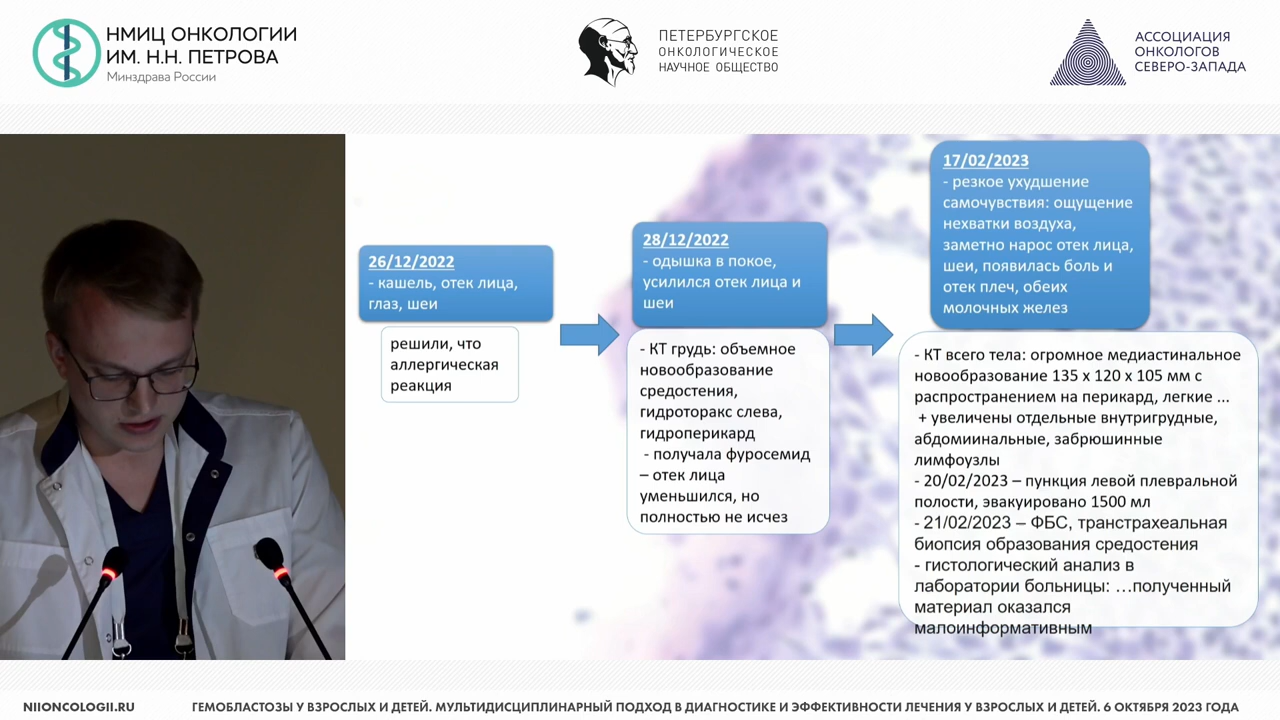 НМИЦ ОНКОЛОГИИ
ИМ. Н.Н. ПЕТРОВА
Минздрава России
ПЕТЕРБУРГСКОЕ
ОНКОЛОГИЧЕСКОЕ
НАУЧНОЕ ОБЩЕСТВО
АССОЦИАЦИЯ
ОНКОЛОГОВ
СЕВЕРО-ЗАПАДА
26/12/2022
- кашель, отек лица,
глаз, шеи
решили, что
аллергическая
реакция
28/12/2022
- одышка в покое,
усилился отек лица и
шеи
- КТ грудь: объемное
новообразование
средостения,
гидроторакс слева,
гидроперикард
- получала фуросемид
– отек лица
уменьшился, но
полностью не исчез
17/02/2023
- резкое ухудшение
самочувствия: ощущение
нехватки воздуха,
заметно нарос отек лица,
шеи, появилась боль и
отек плеч, обеих
молочных желез
- КТ всего тела: огромное медиастинальное
новообразование 135 х 120 х 105 мм с
распространением на перикард, легкие ...
+ увеличены отдельные внутригрудные,
абдомиинальные, забрюшинные
лимфоузлы
- 20/02/2023 – пункция левой плевральной
полости, эвакуировано 1500 мл
- 21/02/2023 – ФБС, транстрахеальная
биопсия образования средостения
- гистологический анализ в
лаборатории больницы: …полученный
материал оказался
малоинформативным
NIIONCOLOGII.RU
ГЕМОБЛАСТОЗЫ У ВЗРОСЛЫХ И ДЕТЕЙ. МУЛЬТИДИСЦИПЛИНАРНЫЙ ПОДХОД В ДИАГНОСТИКЕ И ЭФФЕКТИВНОСТИ ЛЕЧЕНИЯ У ВЗРОСЛЫХ И ДЕТЕЙ. 6 ОКТЯБРЯ 2023 ГОДА